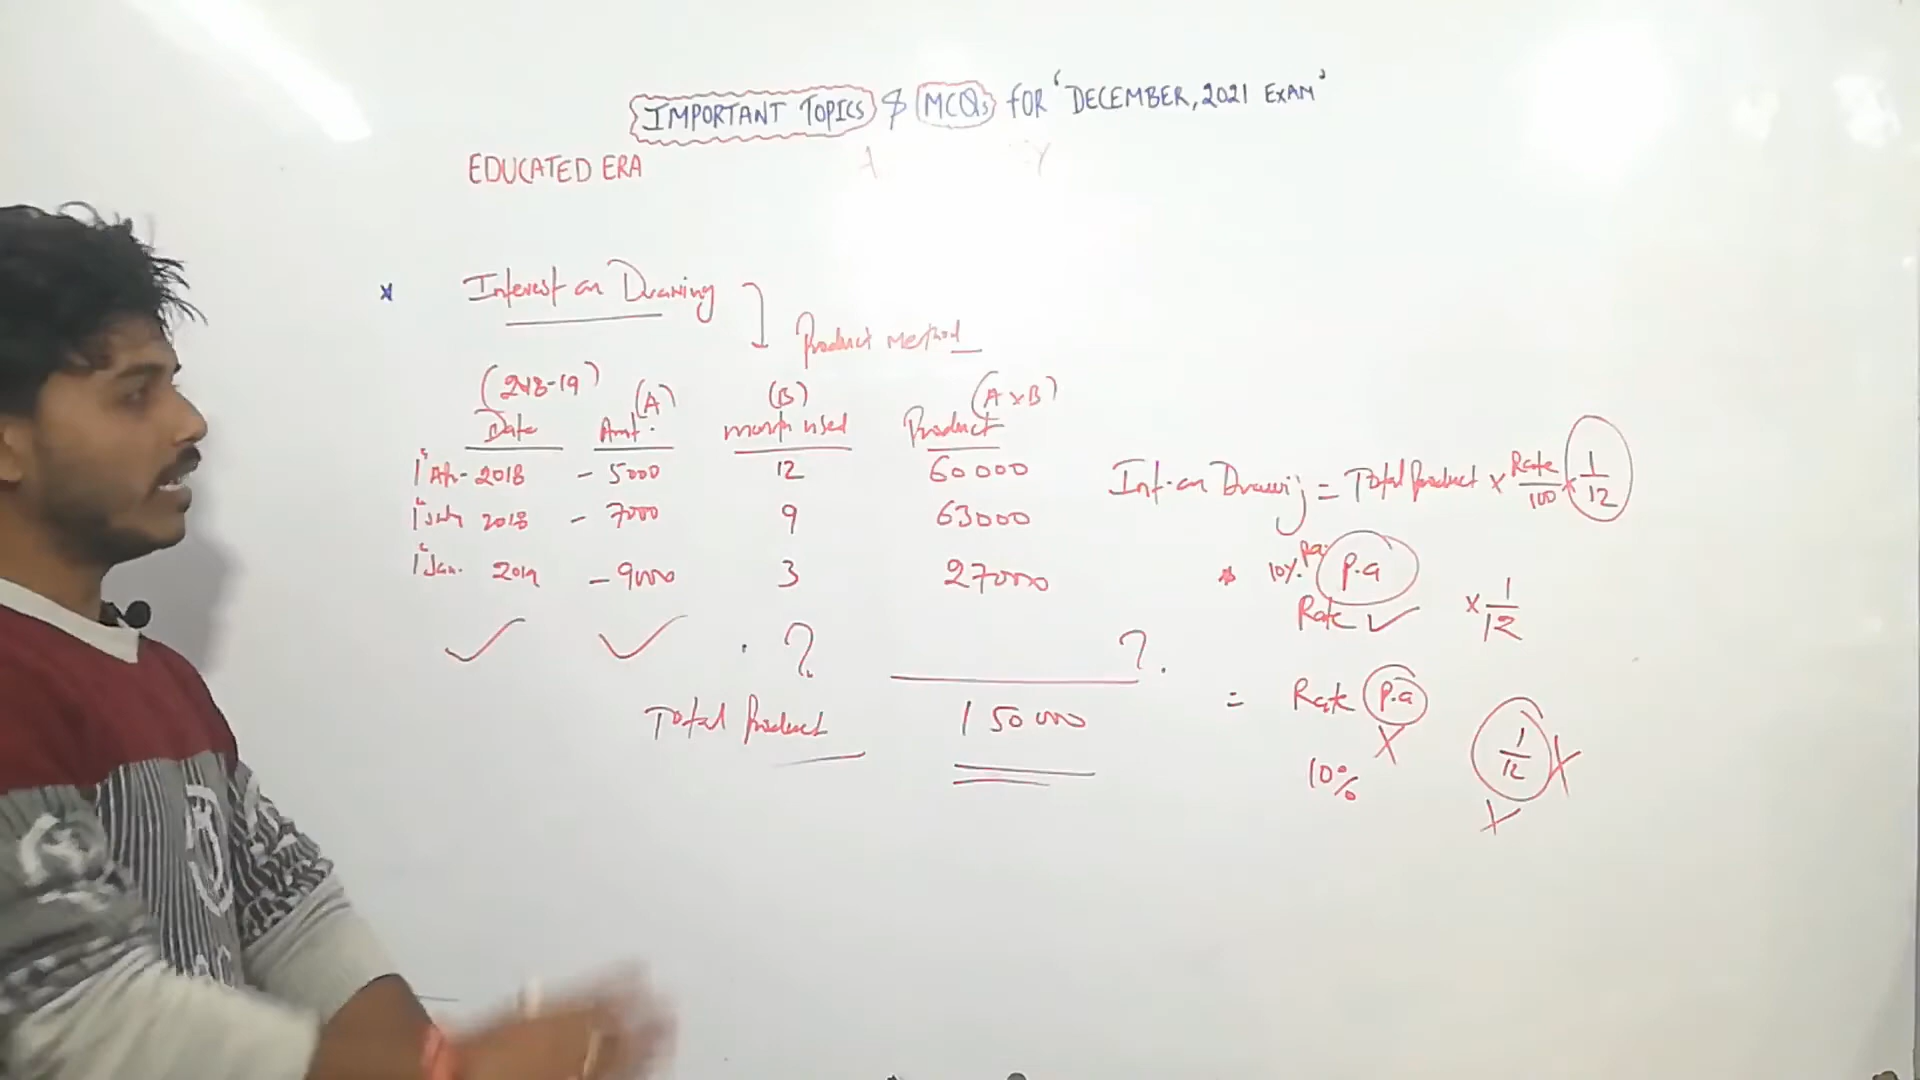 IMPORTANT TOPICS & MCQs FOR 'DECEMBER, 2021 EXAM'
EDUCATED ERA
Interest on Drawing
Product Method
(2018-19) (A) (B) (A x B)
Date Amt. month used Product
1st Apr- 2018 - 5000 12 60000
1st July 2018 - 7000 9 63000
1st Jan. 2019 - 9000 3 27000
✓ ✓ ? ?
Total Product 150000
Int. on Drawing = Total Product x Rate/100 x 1/12
* 10% p.a p.a
Rate ✓ x 1/12
= Rate p.a 1/12 X
X X
10%